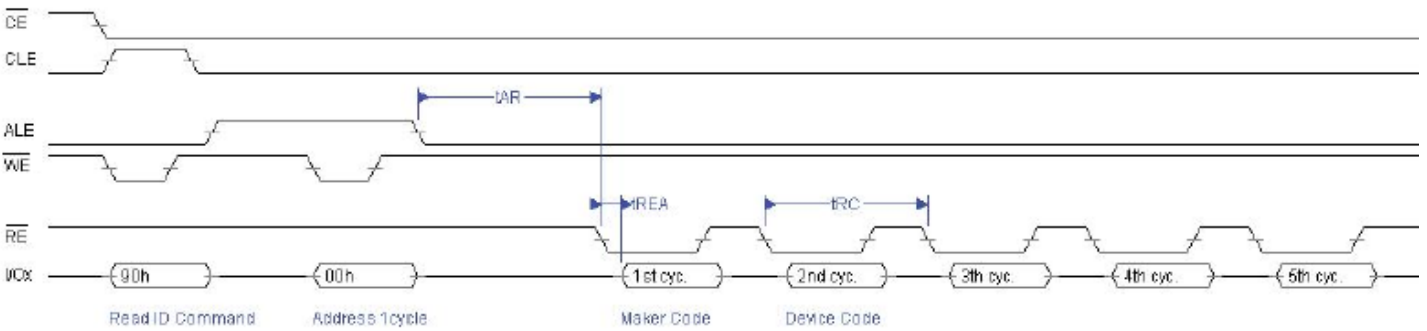 CE
CLE
tAR
ALE
WE
tREA
tRC
RE
I/Ox 90h 00h 1st cyc. 2nd cyc. 3th cyc. 4th cyc. 5th cyc.
Read ID Command Address 1cycle Maker Code Device Code